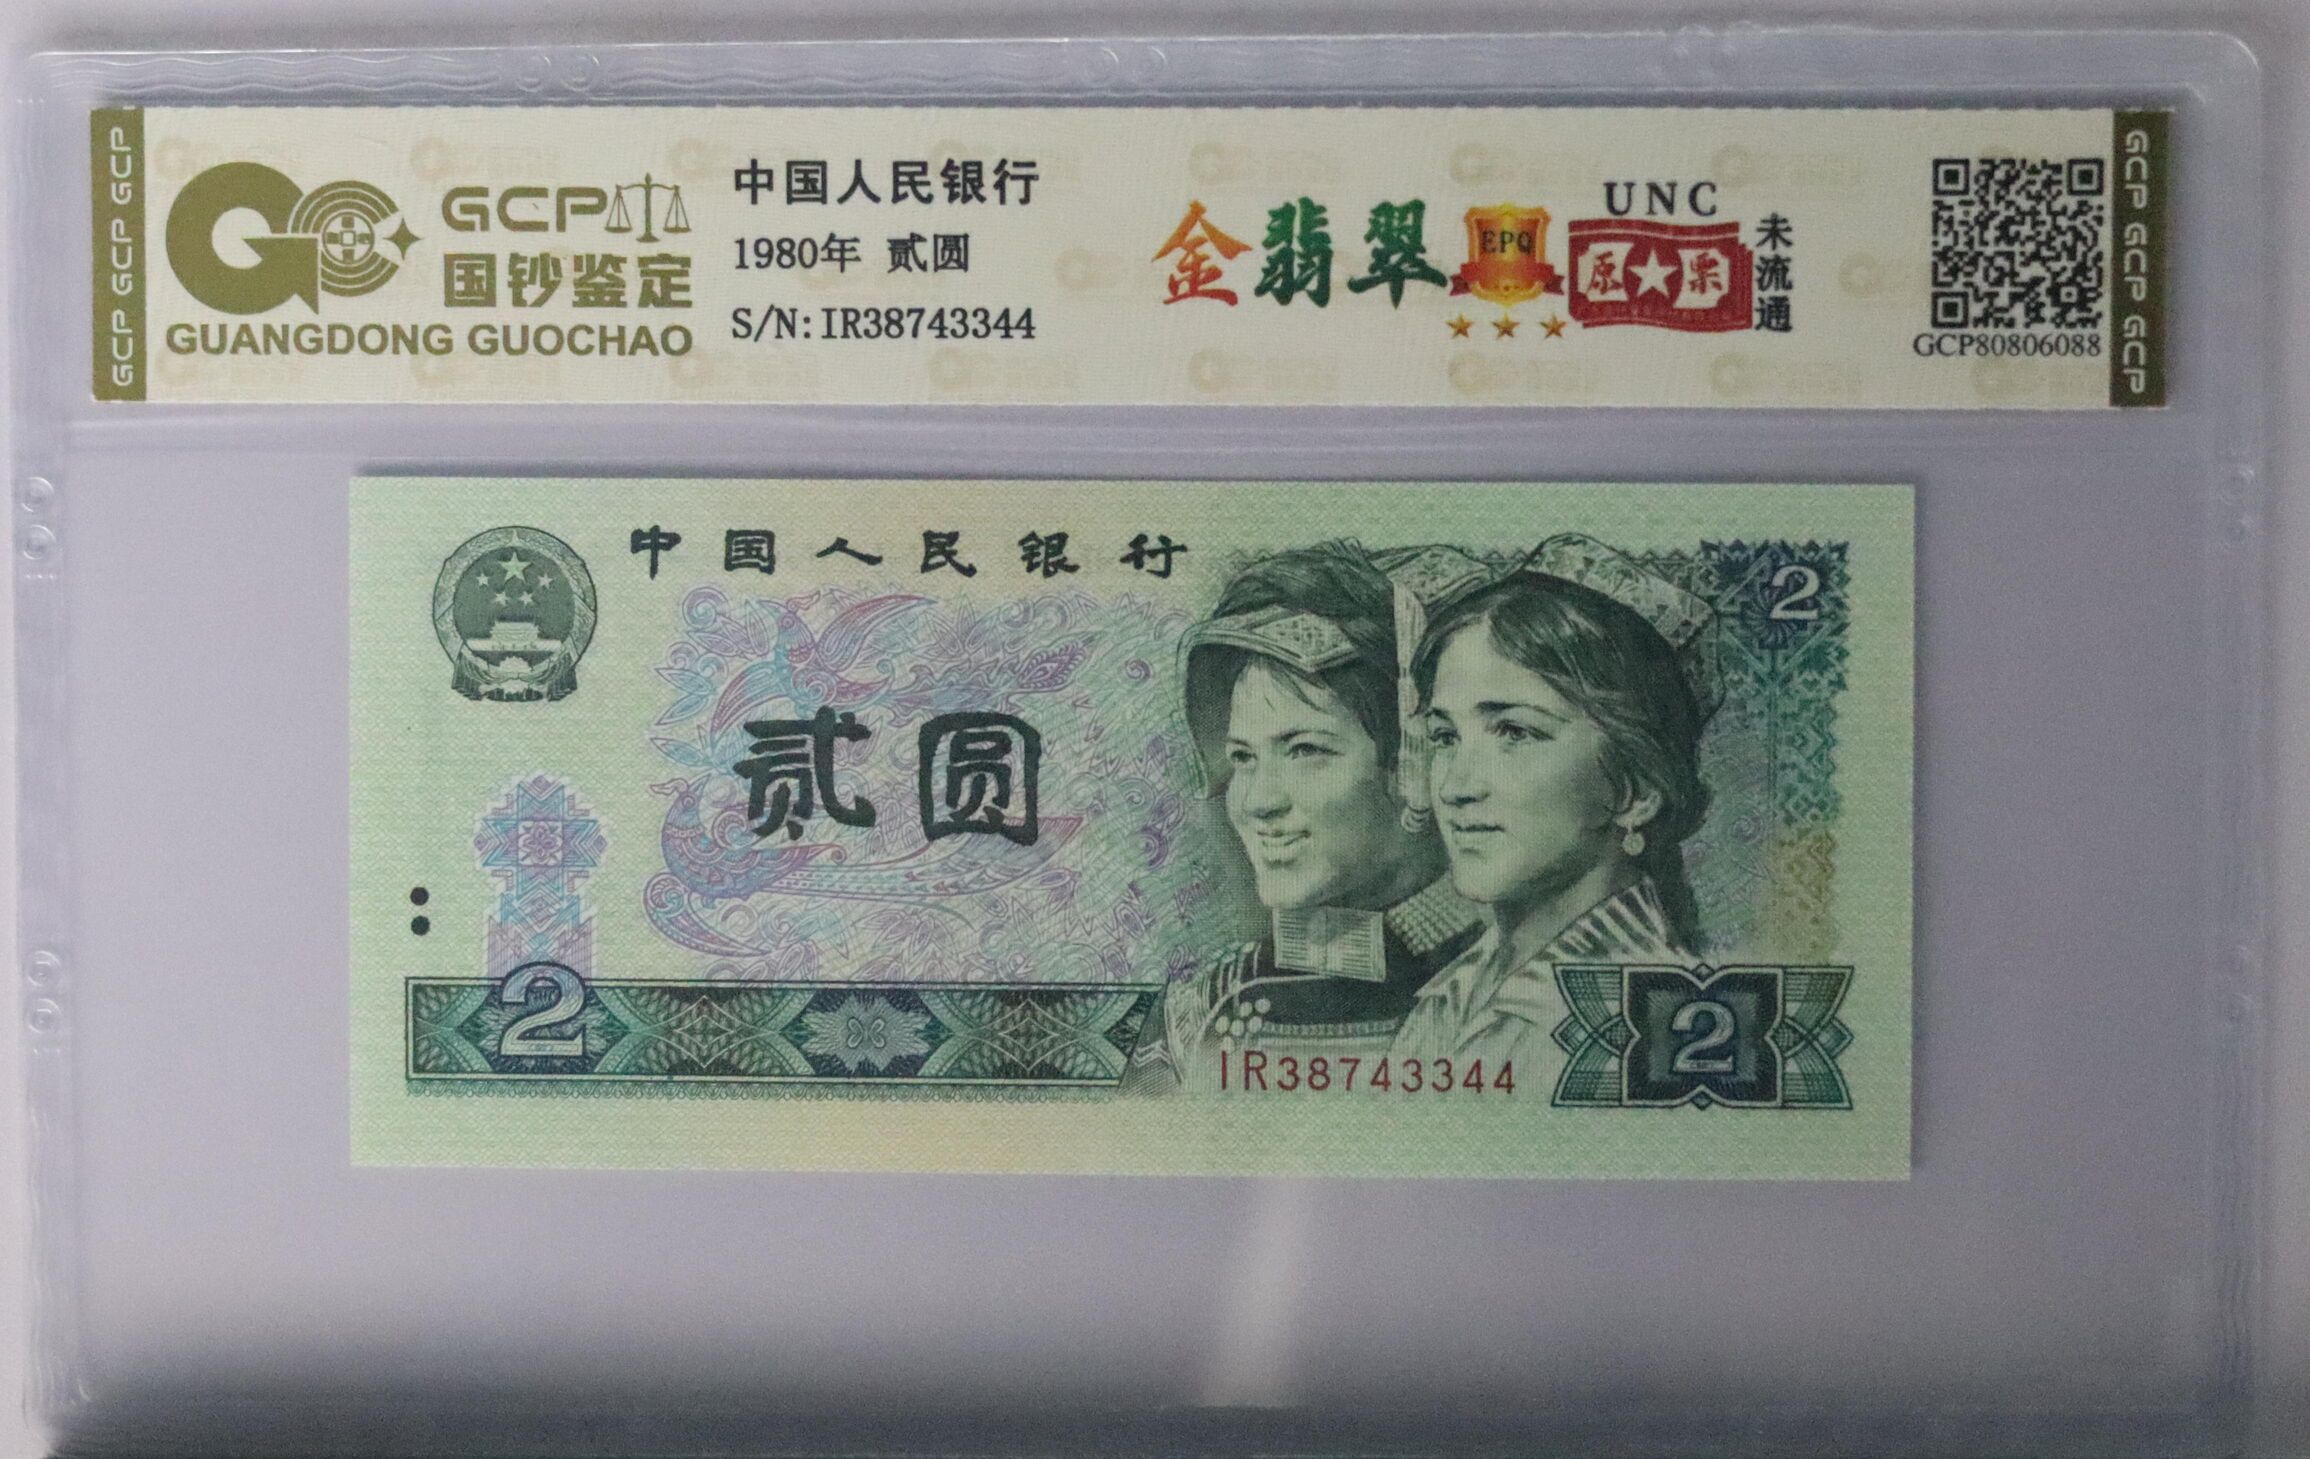 GCP GCP GCP
GCP
国钞鉴定
GUANGDONG GUOCHAO
中国人民银行
1980年 贰圆
S/N: IR38743344
金翡翠
EPQ
UNC
原★票
未流通
GCP80806088
GCP GCP GCP
中国人民银行
2
贰圆
2
2
IR38743344